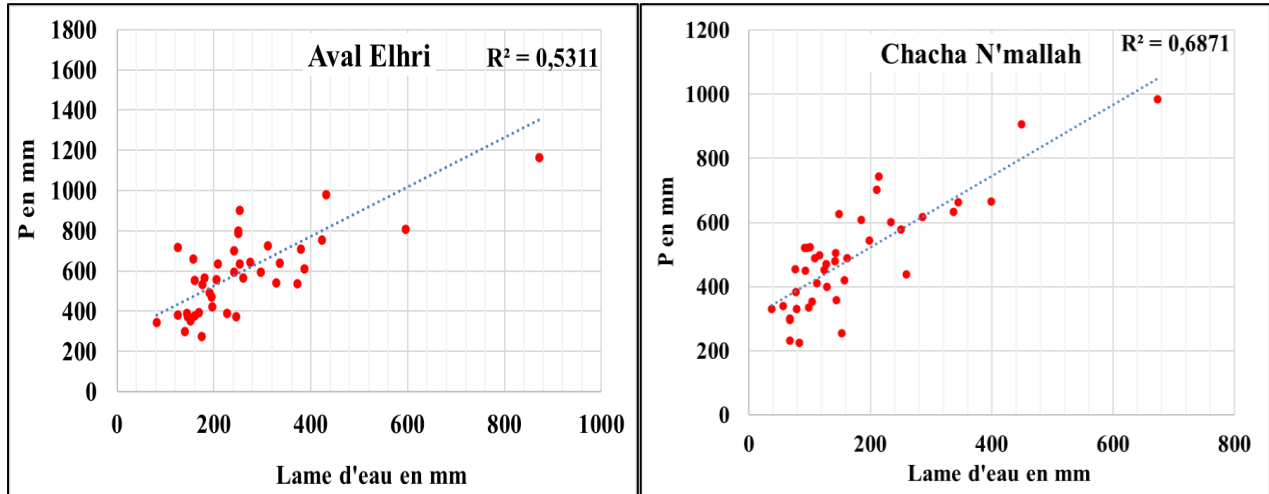 Aval Elhri
R² = 0,5311
P en mm
1800
1600
1400
1200
1000
800
600
400
200
0
0 200 400 600 800 1000
Lame d'eau en mm
Chacha N'mallah
R² = 0,6871
P en mm
1200
1000
800
600
400
200
0
0 200 400 600 800
Lame d'eau en mm